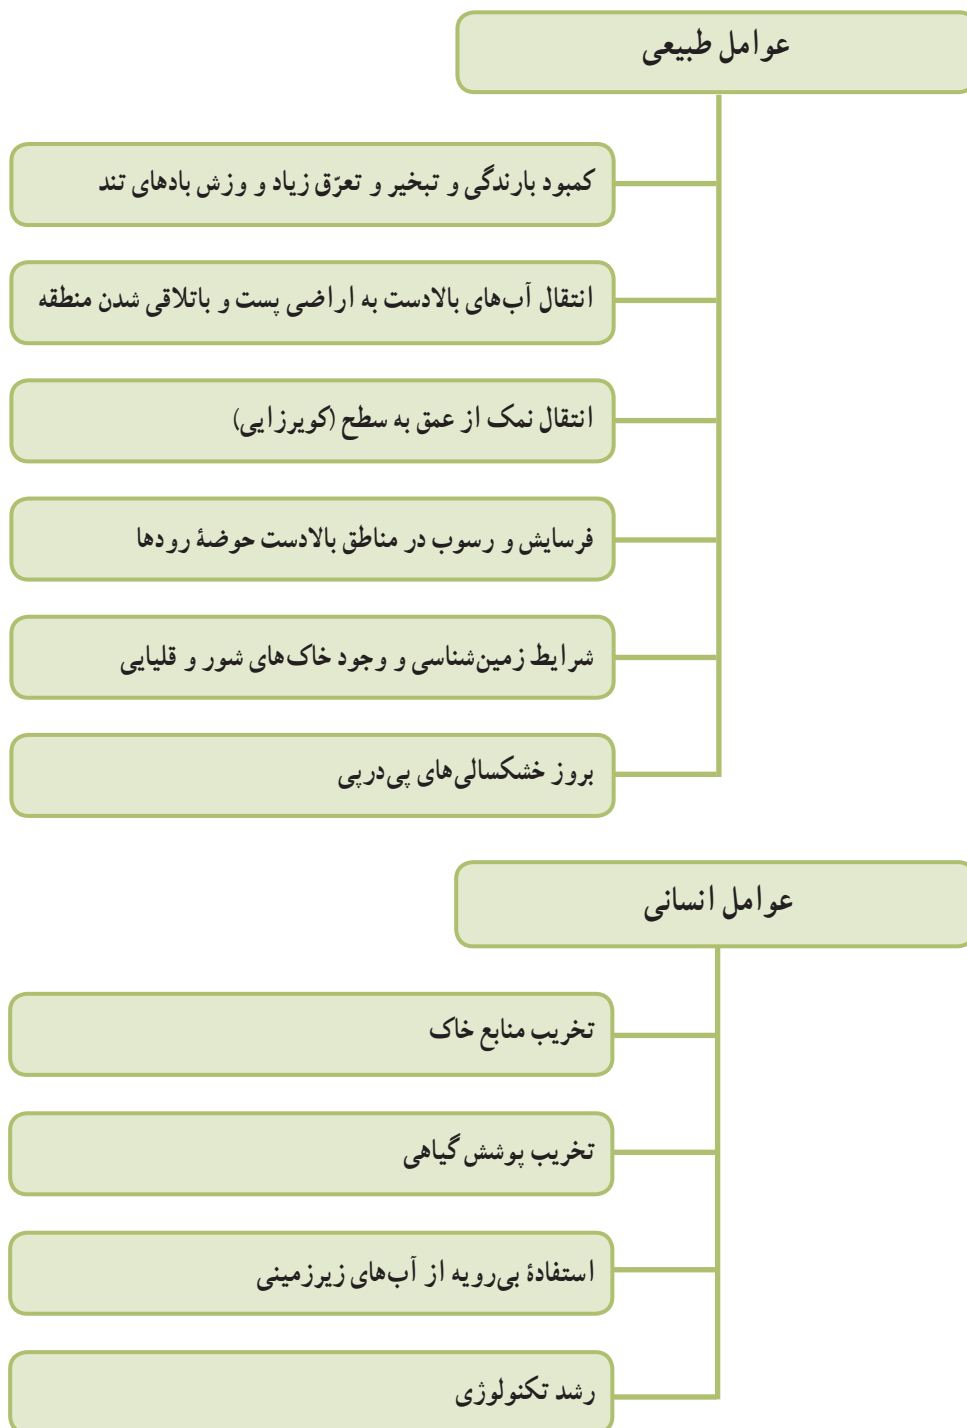 عوامل طبیعی
کمبود بارندگی و تبخیر و تعرّق زیاد و وزش بادهای تند
انتقال آب‌های بالادست به اراضی پست و باتلاقی شدن منطقه
انتقال نمک از عمق به سطح (کویرزایی)
فرسایش و رسوب در مناطق بالادست حوضهٔ رودها
شرایط زمین‌شناسی و وجود خاک‌های شور و قلیایی
بروز خشکسالی‌های پی‌درپی
عوامل انسانی
تخریب منابع خاک
تخریب پوشش گیاهی
استفادهٔ بی‌رویه از آب‌های زیرزمینی
رشد تکنولوژی